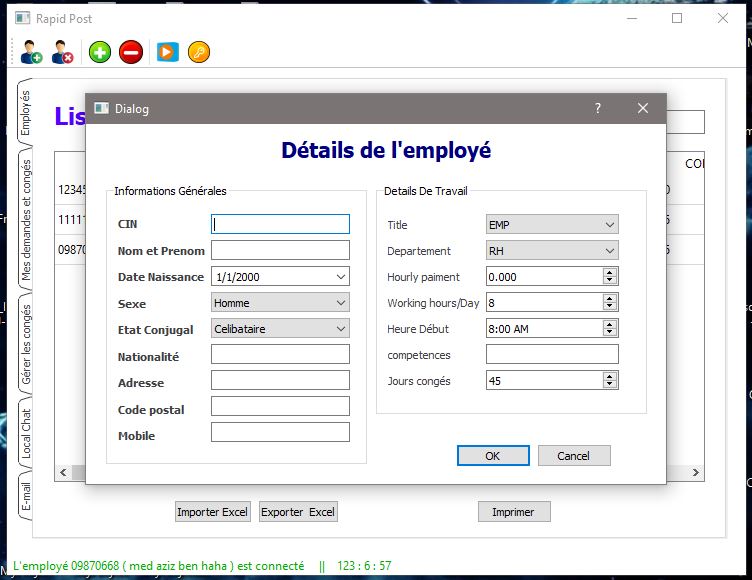 Rapid Post
Employés
Mes demandes et congés
Gérer les congés
Local Chat
E-mail
Lis
12345
11111
09870
Dialog
?
Détails de l'employé
Informations Générales
CIN
Nom et Prenom
Date Naissance 1/1/2000
Sexe Homme
Etat Conjugal Celibataire
Nationalité
Adresse
Code postal
Mobile
Details De Travail
Title EMP
Departement RH
Hourly paiment 0.000
Working hours/Day 8
Heure Début 8:00 AM
competences
Jours congés 45
OK Cancel
Importer Excel Exporter Excel Imprimer
L'employé 09870668 ( med aziz ben haha ) est connecté || 123 : 6 : 57